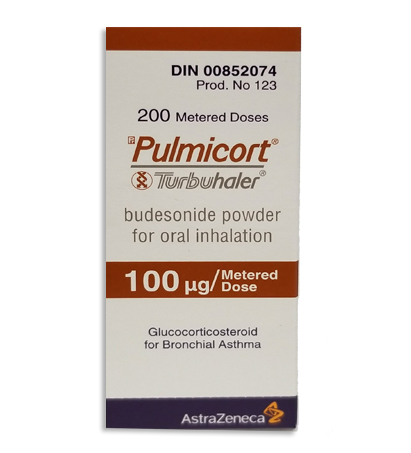 DIN 00852074
Prod. No 123
200 Metered Doses
Pulmicort®
Turbuhaler®
budesonide powder
for oral inhalation
100 µg/Metered Dose
Glucocorticosteroid
for Bronchial Asthma
AstraZeneca